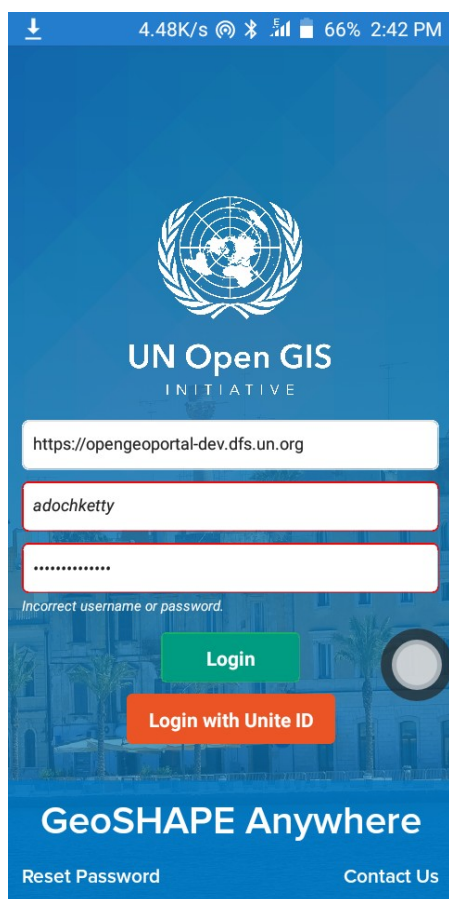 4.48K/s E 66% 2:42 PM
UN Open GIS
INITIATIVE
https://opengeoportal-dev.dfs.un.org
adochketty
••••••••••••••
Incorrect username or password.
Login
Login with Unite ID
GeoSHAPE Anywhere
Reset Password Contact Us